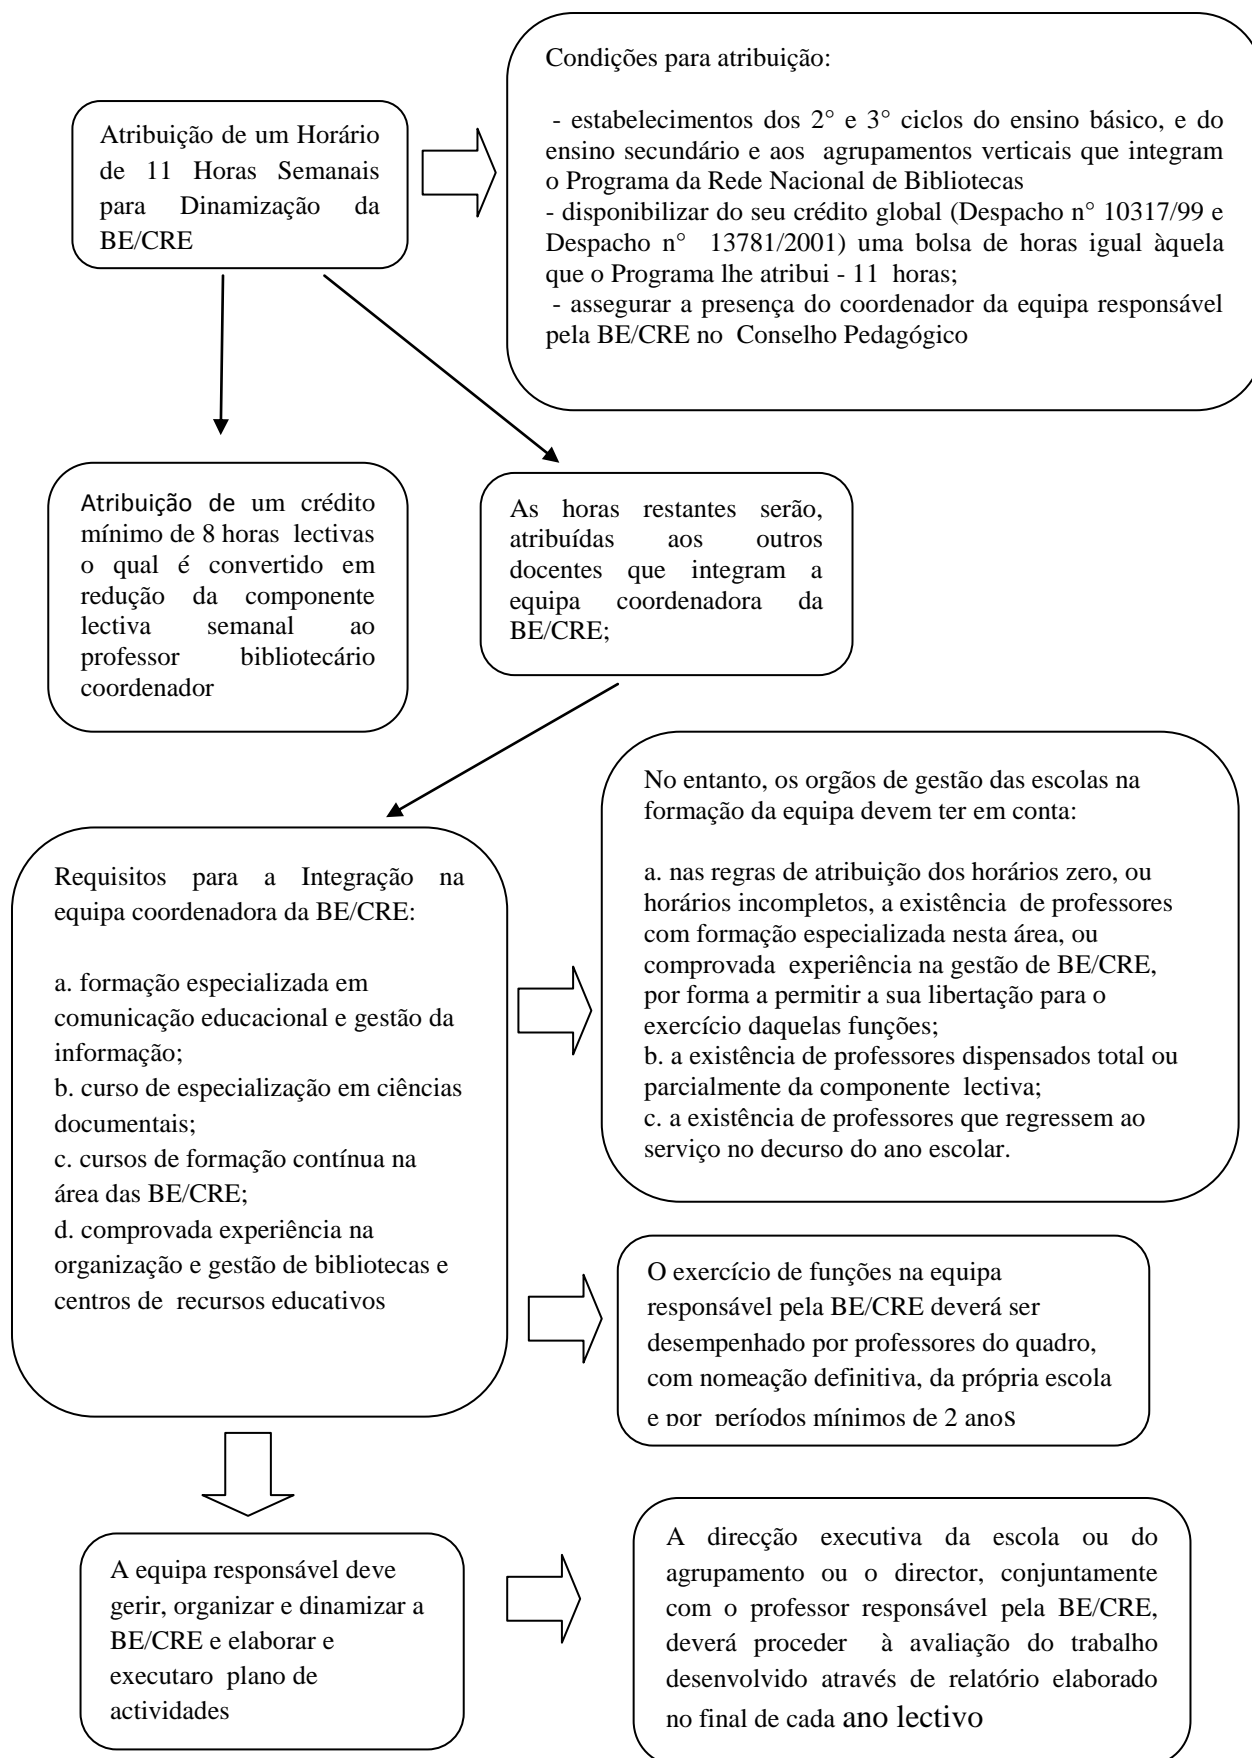 Atribuição de um Horário
de 11 Horas Semanais
para Dinamização da
BE/CRE
Condições para atribuição:
- estabelecimentos dos 2° e 3° ciclos do ensino básico, e do
ensino secundário e aos agrupamentos verticais que integram
o Programa da Rede Nacional de Bibliotecas
- disponibilizar do seu crédito global (Despacho n° 10317/99 e
Despacho n° 13781/2001) uma bolsa de horas igual àquela
que o Programa lhe atribui - 11 horas;
- assegurar a presença do coordenador da equipa responsável
pela BE/CRE no Conselho Pedagógico
Atribuição de um crédito
mínimo de 8 horas lectivas
o qual é convertido em
redução da componente
lectiva semanal ao
professor bibliotecário
coordenador
As horas restantes serão,
atribuídas aos outros
docentes que integram a
equipa coordenadora da
BE/CRE;
Requisitos para a Integração na
equipa coordenadora da BE/CRE:
a. formação especializada em
comunicação educacional e gestão da
informação;
b. curso de especialização em ciências
documentais;
c. cursos de formação contínua na
área das BE/CRE;
d. comprovada experiência na
organização e gestão de bibliotecas e
centros de recursos educativos
No entanto, os orgãos de gestão das escolas na
formação da equipa devem ter em conta:
a. nas regras de atribuição dos horários zero, ou
horários incompletos, a existência de professores
com formação especializada nesta área, ou
comprovada experiência na gestão de BE/CRE,
por forma a permitir a sua libertação para o
exercício daquelas funções;
b. a existência de professores dispensados total ou
parcialmente da componente lectiva;
c. a existência de professores que regressem ao
serviço no decurso do ano escolar.
O exercício de funções na equipa
responsável pela BE/CRE deverá ser
desempenhado por professores do quadro,
com nomeação definitiva, da própria escola
e por períodos mínimos de 2 anos
A equipa responsável deve
gerir, organizar e dinamizar a
BE/CRE e elaborar e
executaro plano de
actividades
A direcção executiva da escola ou do
agrupamento ou o director, conjuntamente
com o professor responsável pela BE/CRE,
deverá proceder à avaliação do trabalho
desenvolvido através de relatório elaborado
no final de cada ano lectivo